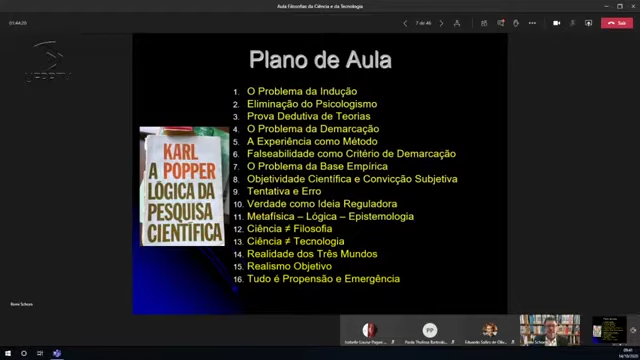 Aula Filosofias da Ciência e da Tecnologia
01:44:29
7 de 46
Sair
UFPRTV
Plano de Aula
1. O Problema da Indução
2. Eliminação do Psicologismo
3. Prova Dedutiva de Teorias
4. O Problema da Demarcação
5. A Experiência como Método
6. Falseabilidade como Critério de Demarcação
7. O Problema da Base Empírica
8. Objetividade Científica e Convicção Subjetiva
9. Tentativa e Erro
10. Verdade como Ideia Reguladora
11. Metafísica – Lógica – Epistemologia
12. Ciência ≠ Filosofia
13. Ciência ≠ Tecnologia
14. Realidade dos Três Mundos
15. Realismo Objetivo
16. Tudo é Propensão e Emergência
KARL
POPPER
A
LÓGICA DA
PESQUISA
CIENTÍFICA
PP